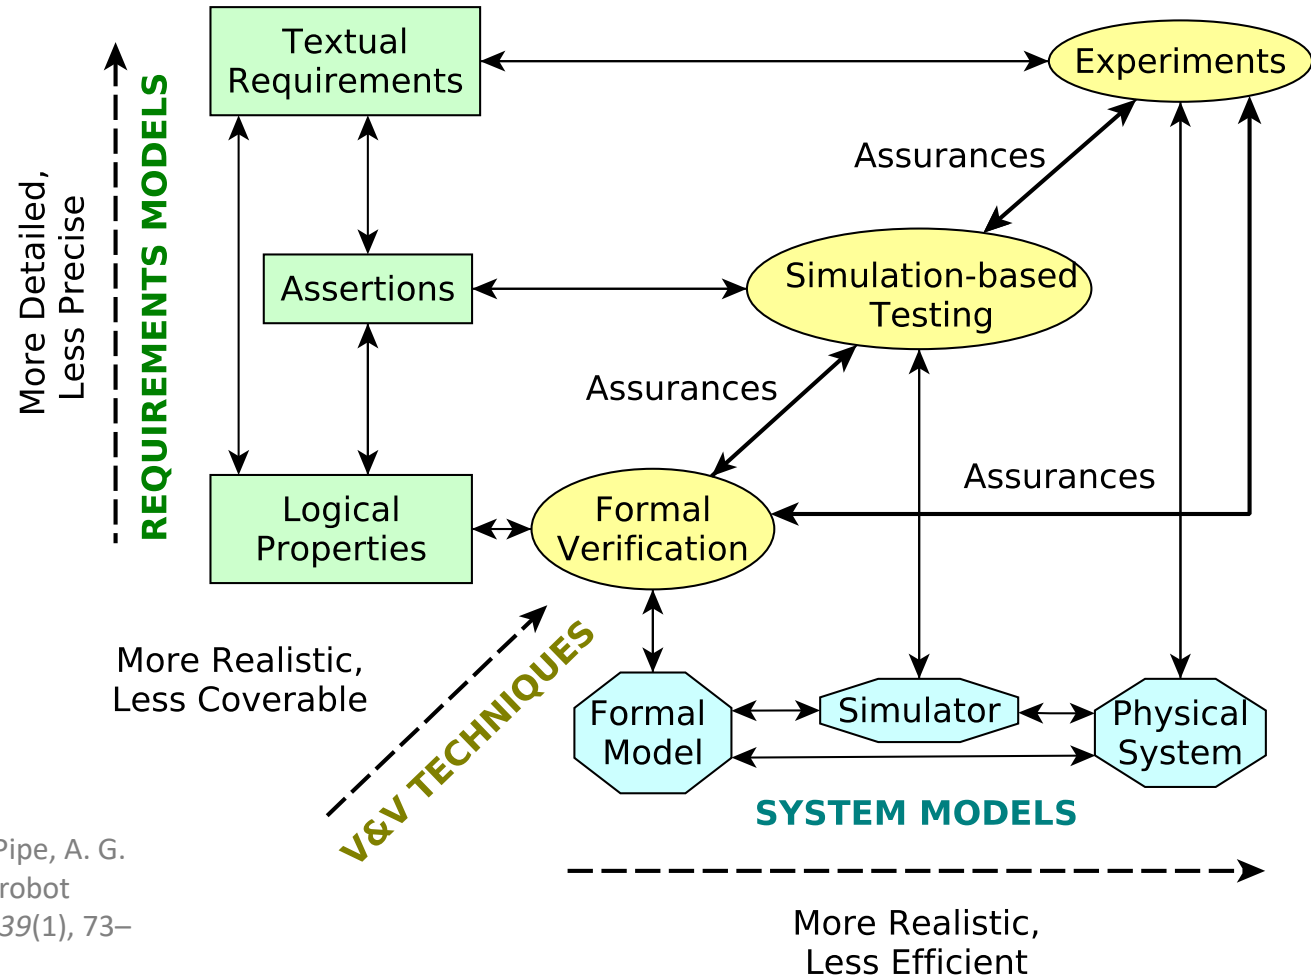 Textual
Requirements
Experiments
Assurances
More Detailed,
Less Precise
REQUIREMENTS MODELS
Assertions
Simulation-based
Testing
Assurances
Assurances
Logical
Properties
Formal
Verification
More Realistic,
Less Coverable
V&V TECHNIQUES
Formal
Model
Simulator
Physical
System
SYSTEM MODELS
More Realistic,
Less Efficient
Pipe, A. G.
robot
39(1), 73–